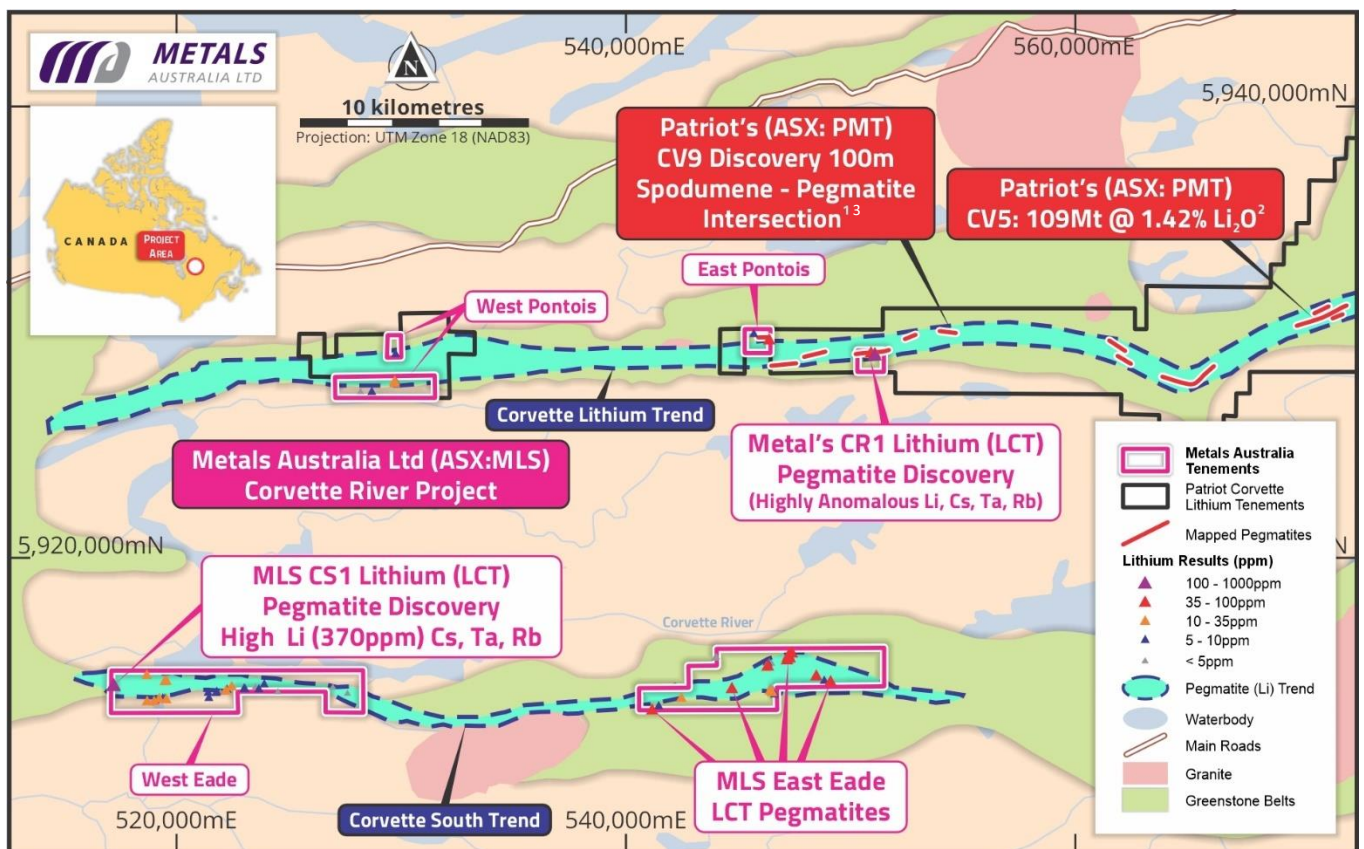 METALS
AUSTRALIA LTD
N
10 kilometres
Projection: UTM Zone 18 (NAD83)
540,000mE
560,000mE
5,940,000mN
CANADA
PROJECT
AREA
Patriot's (ASX: PMT)
CV9 Discovery 100m
Spodumene - Pegmatite
Intersection¹³
Patriot's (ASX: PMT)
CV5: 109Mt @ 1.42% Li₂O²
East Pontois
West Pontois
Corvette Lithium Trend
Metals Australia Ltd (ASX:MLS)
Corvette River Project
Metal's CR1 Lithium (LCT)
Pegmatite Discovery
(Highly Anomalous Li, Cs, Ta, Rb)
5,920,000mN
N
MLS CS1 Lithium (LCT)
Pegmatite Discovery
High Li (370ppm) Cs, Ta, Rb
Corvette River
West Eade
Corvette South Trend
MLS East Eade
LCT Pegmatites
520,000mE
540,000mE
Metals Australia
Tenements
Patriot Corvette
Lithium Tenements
Mapped Pegmatites
Lithium Results (ppm)
100 - 1000ppm
35 - 100ppm
10 - 35ppm
5 - 10ppm
< 5ppm
Pegmatite (Li) Trend
Waterbody
Main Roads
Granite
Greenstone Belts